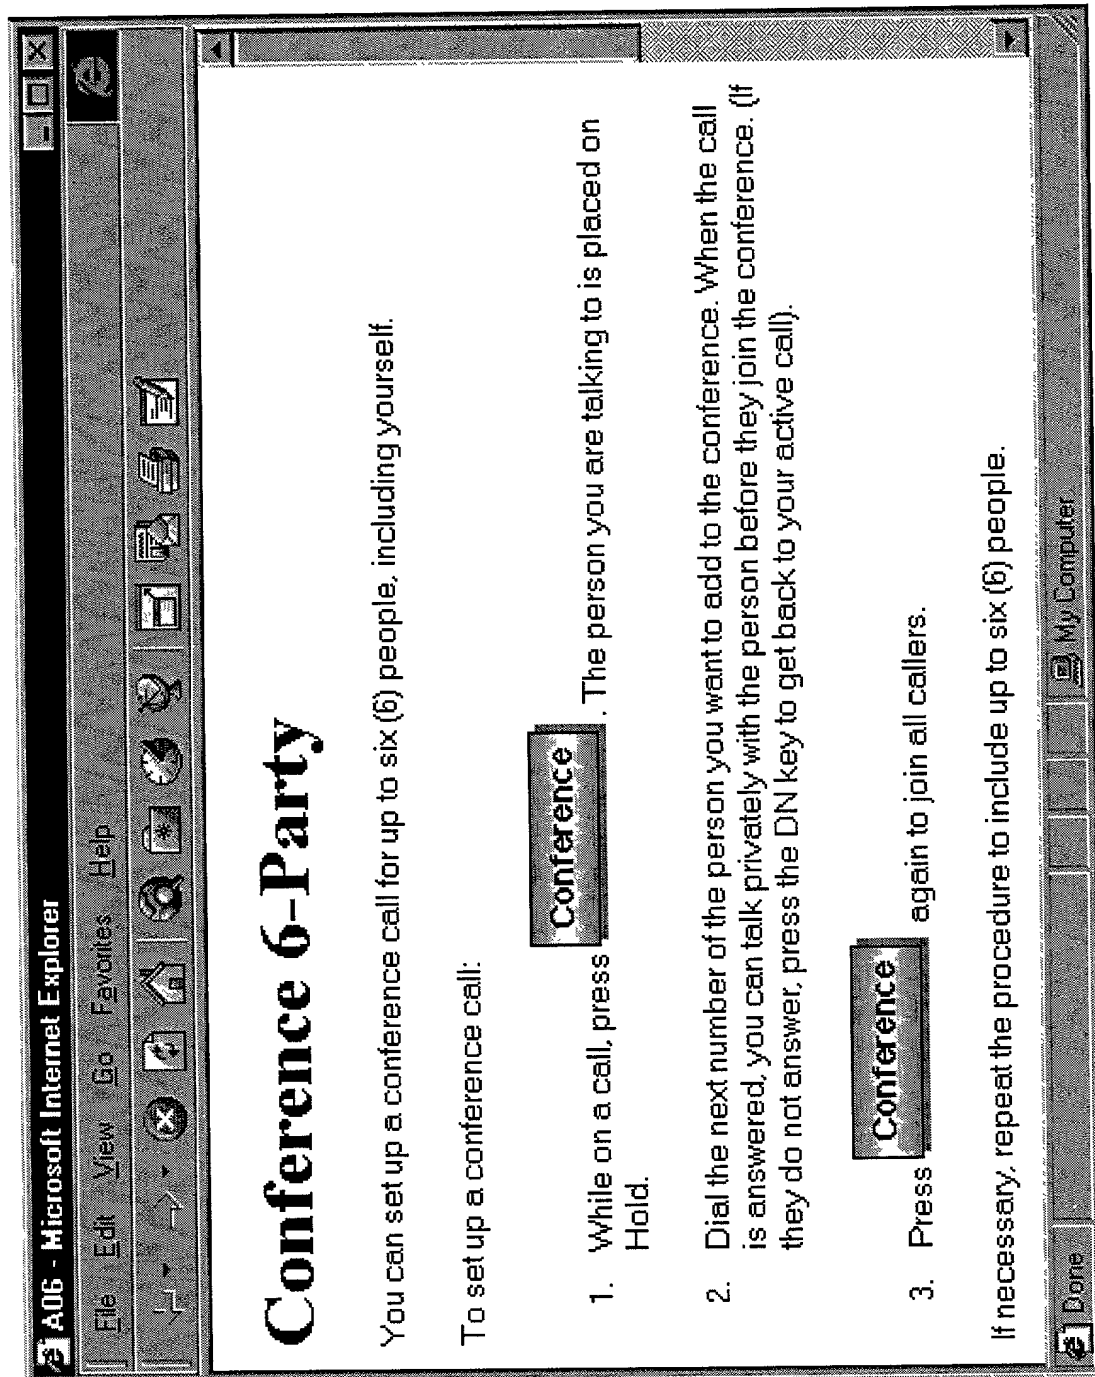 A06 - Microsoft Internet Explorer
File Edit View Go Favorites Help
Conference 6-Party
You can set up a conference call for up to six (6) people, including yourself.
To set up a conference call:
1. While on a call, press Conference . The person you are talking to is placed on
Hold.
2. Dial the next number of the person you want to add to the conference. When the call
is answered, you can talk privately with the person before they join the conference. (If
they do not answer, press the DN key to get back to your active call).
3. Press Conference again to join all callers.
If necessary, repeat the procedure to include up to six (6) people.
Done My Computer